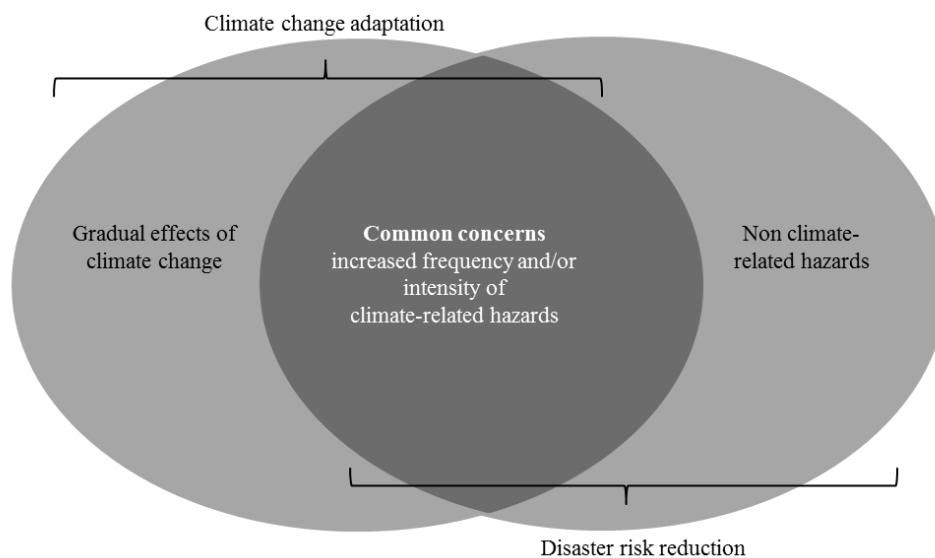 Climate change adaptation
Gradual effects of
climate change
Common concerns
increased frequency and/or
intensity of
climate-related hazards
Non climate-
related hazards
Disaster risk reduction